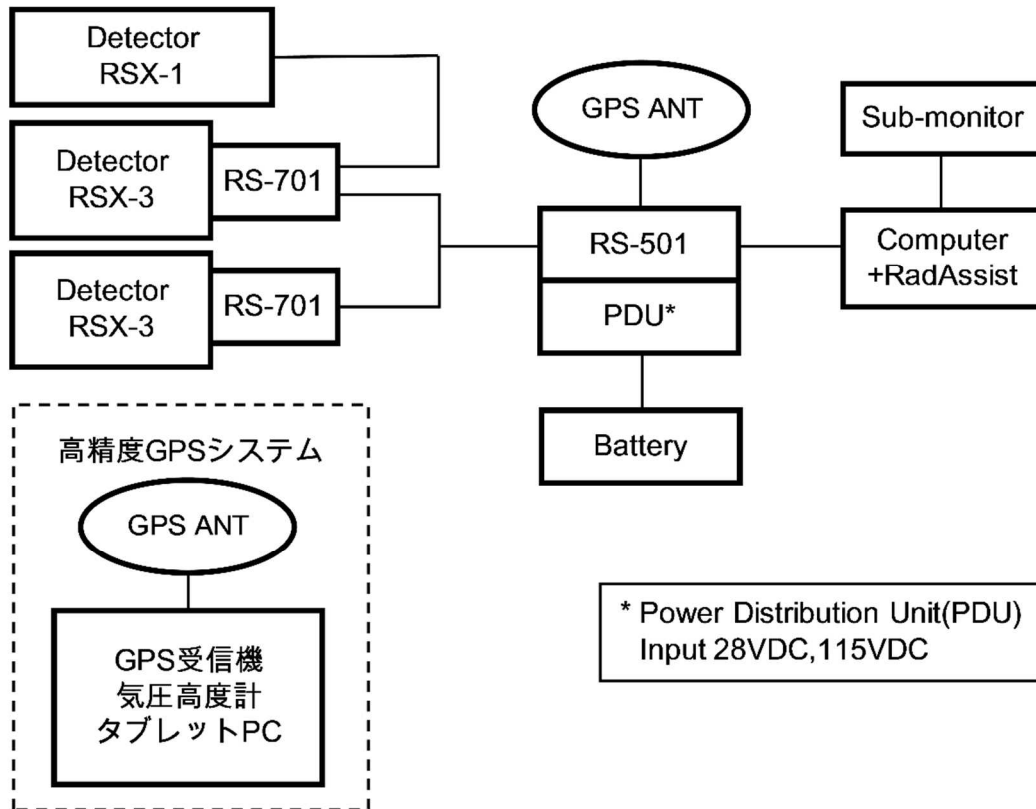 Detector
RSX-1
Detector
RSX-3
RS-701
Detector
RSX-3
RS-701
GPS ANT
RS-501
PDU*
Battery
Sub-monitor
Computer
+RadAssist
高精度GPSシステム
GPS ANT
GPS受信機
気圧高度計
タブレットPC
* Power Distribution Unit(PDU)
Input 28VDC,115VDC